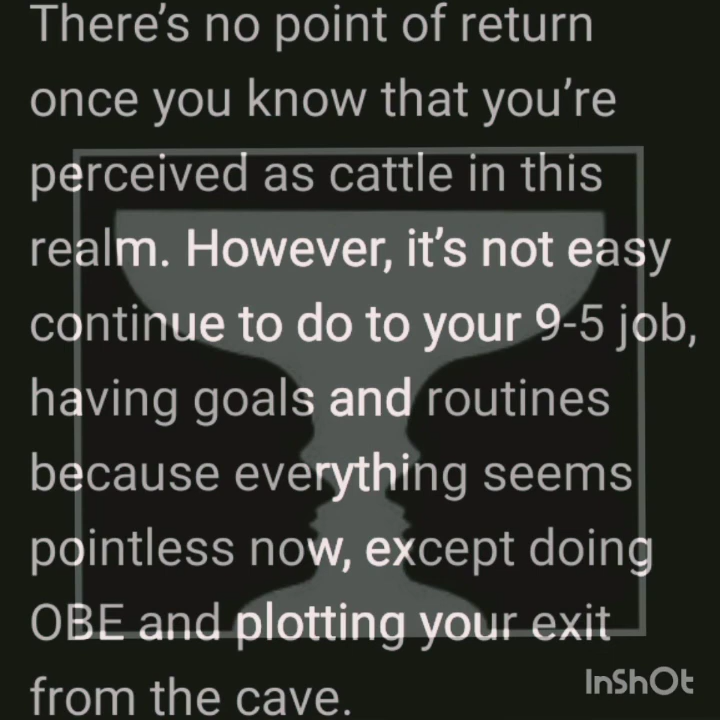 There's no point of return
once you know that you're
perceived as cattle in this
realm. However, it's not easy
continue to do to your 9-5 job,
having goals and routines
because everything seems
pointless now, except doing
OBE and plotting your exit
from the cave.
InShOt